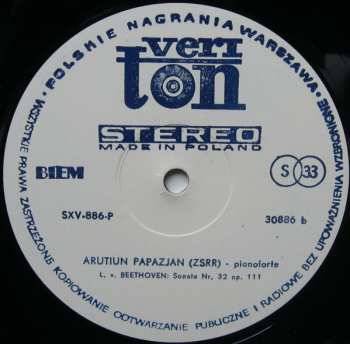 POLSKIE NAGRANIA WARSZAWA
veri
ton
STEREO
MADE IN POLAND
BIEM
S 33
SXV-886-P
30886 b
ARUTIUN PAPAZJAN (ZSRR) - pianoforte
L. v. BEETHOVEN: Sonata Nr, 32 op. 111
WSZYSTKIE PRAWA ZASTRZEŻONE KOPIOWANIE ODTWARZANIE PUBLICZNE I RADIOWE BEZ UPOWAŻNIENIA WZBRONIONE